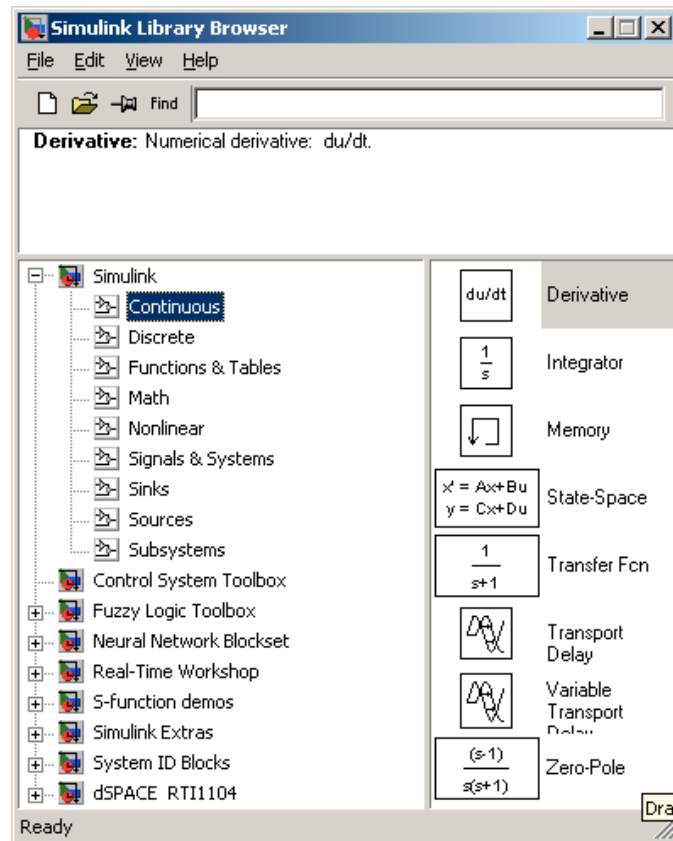 Simulink Library Browser
File Edit View Help
Find
Derivative: Numerical derivative: du/dt.
Simulink
Continuous
Discrete
Functions & Tables
Math
Nonlinear
Signals & Systems
Sinks
Sources
Subsystems
Control System Toolbox
Fuzzy Logic Toolbox
Neural Network Blockset
Real-Time Workshop
S-function demos
Simulink Extras
System ID Blocks
dSPACE RTI1104
du/dt Derivative
1
s
Integrator
Memory
x' = Ax+Bu
y = Cx+Du
State-Space
1
s+1
Transfer Fcn
Transport
Delay
Variable
Transport
Delay
(s-1)
s(s+1)
Zero-Pole
Dra
Ready